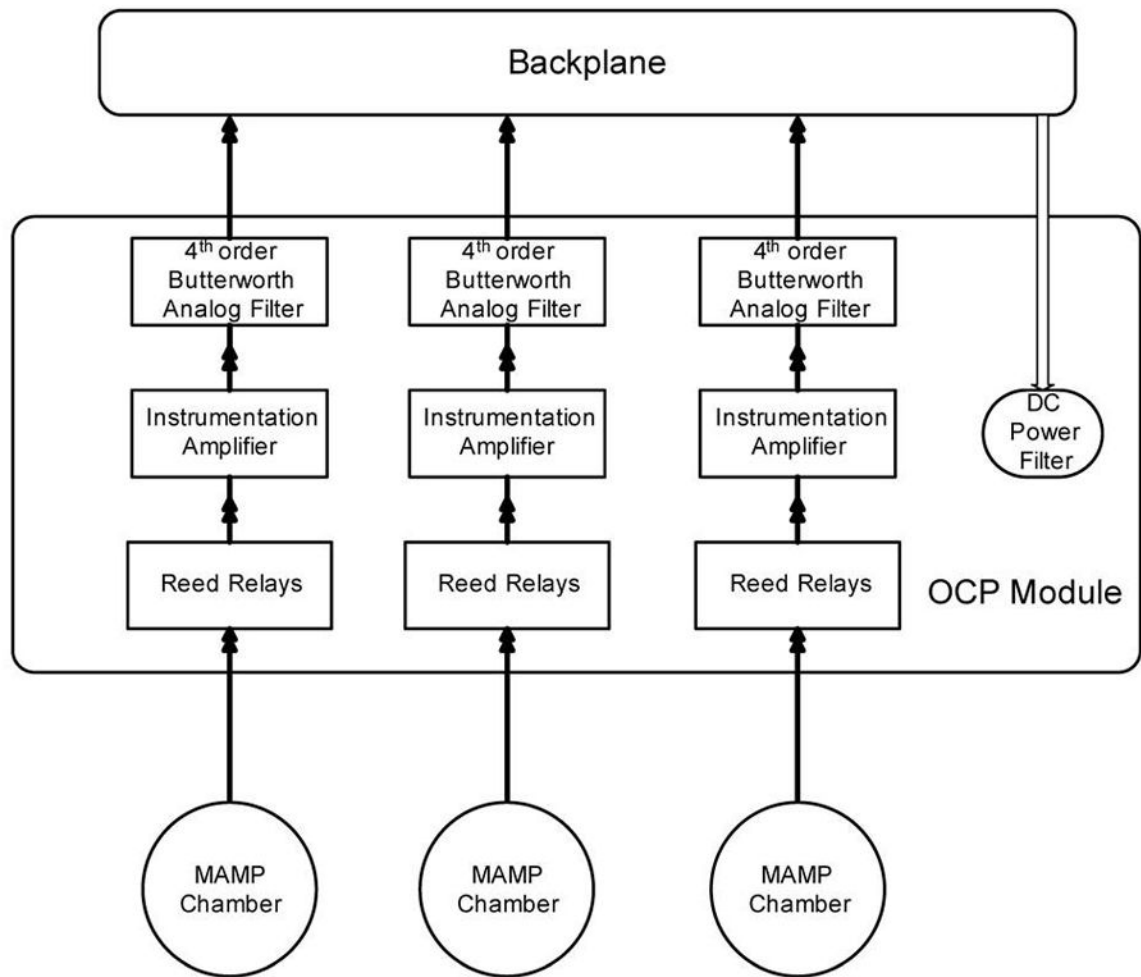 Backplane
4th order
Butterworth
Analog Filter
4th order
Butterworth
Analog Filter
4th order
Butterworth
Analog Filter
Instrumentation
Amplifier
Instrumentation
Amplifier
Instrumentation
Amplifier
DC
Power
Filter
Reed Relays
Reed Relays
Reed Relays
OCP Module
MAMP
Chamber
MAMP
Chamber
MAMP
Chamber